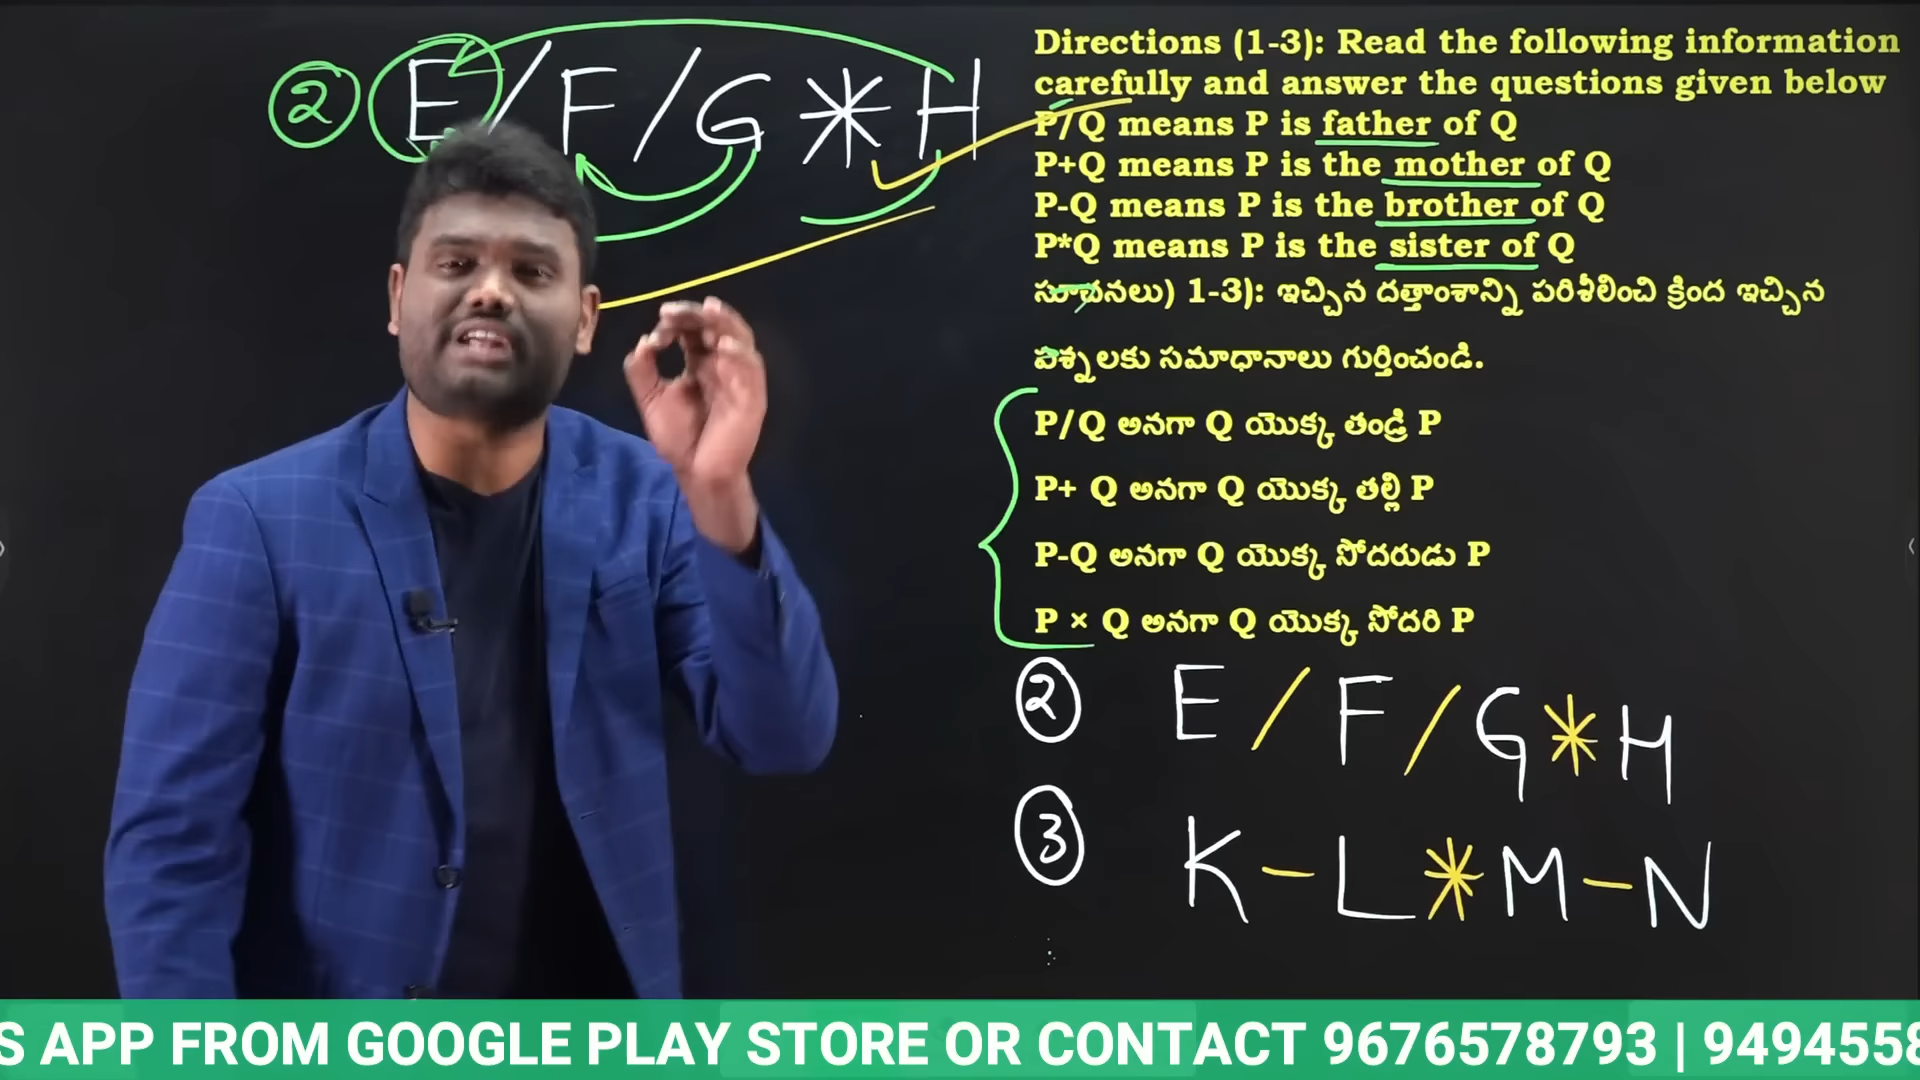 ② E / F / G * H
Directions (1-3): Read the following information
carefully and answer the questions given below
P/Q means P is father of Q
P+Q means P is the mother of Q
P-Q means P is the brother of Q
P*Q means P is the sister of Q
సూచనలు) 1-3): ఇచ్చిన దత్తాంశాన్ని పరిశీలించి క్రింద ఇచ్చిన
ప్రశ్నలకు సమాధానాలు గుర్తించండి.
P/Q అనగా Q యొక్క తండ్రి P
P+ Q అనగా Q యొక్క తల్లి P
P-Q అనగా Q యొక్క సోదరుడు P
P × Q అనగా Q యొక్క సోదరి P
② E / F / G * H
③ K - L * M - N
S APP FROM GOOGLE PLAY STORE OR CONTACT 9676578793 | 9494558